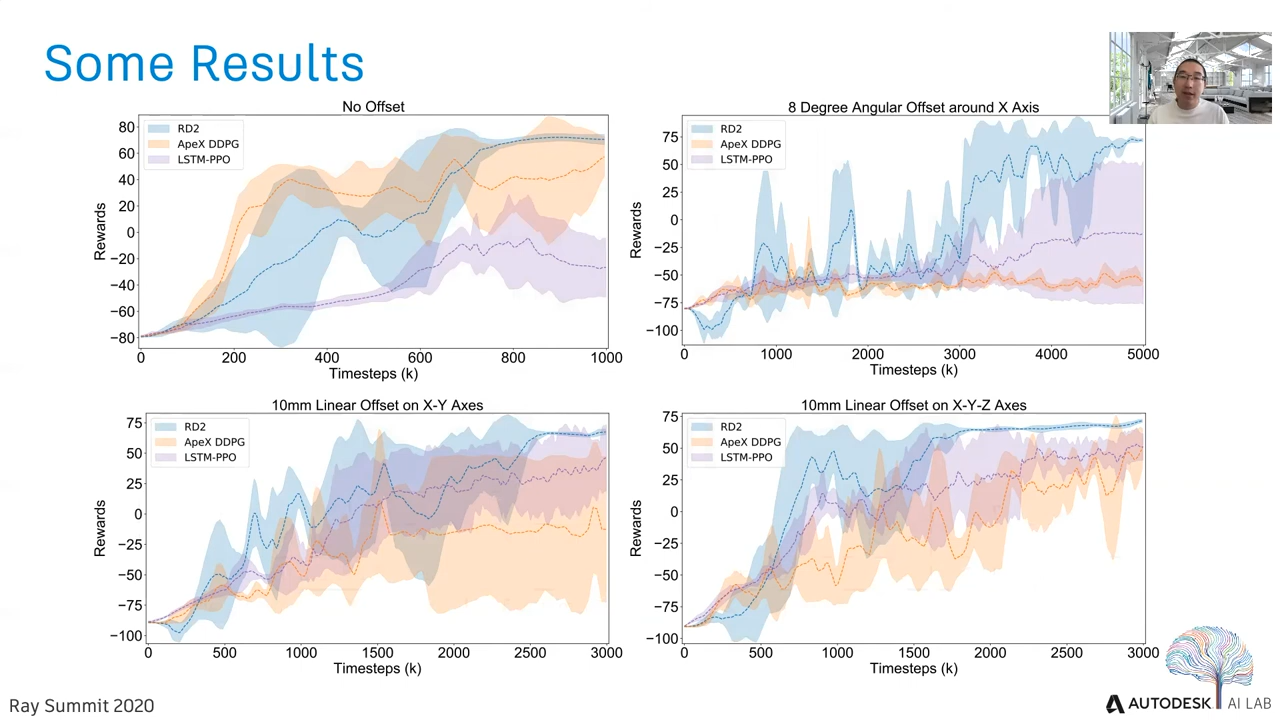 Some Results
No Offset
RD2
ApeX DDPG
LSTM-PPO
Rewards
80
60
40
20
0
−20
−40
−60
−80
0 200 400 600 800 1000
Timesteps (k)
8 Degree Angular Offset around X Axis
RD2
ApeX DDPG
LSTM-PPO
Rewards
75
50
25
0
−25
−50
−75
−100
0 1000 2000 3000 4000 5000
Timesteps (k)
10mm Linear Offset on X-Y Axes
RD2
ApeX DDPG
LSTM-PPO
Rewards
75
50
25
0
−25
−50
−75
−100
0 500 1000 1500 2000 2500 3000
Timesteps (k)
10mm Linear Offset on X-Y-Z Axes
RD2
ApeX DDPG
LSTM-PPO
Rewards
75
50
25
0
−25
−50
−75
−100
0 500 1000 1500 2000 2500 3000
Timesteps (k)
Ray Summit 2020
AUTODESK AI LAB